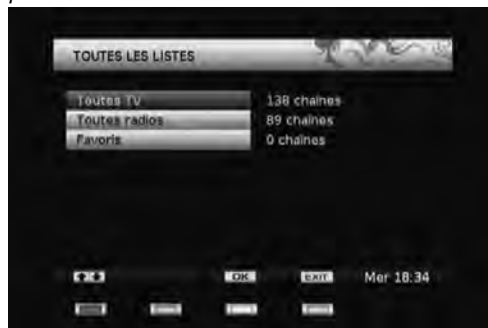 TOUTES LES LISTES
Toutes TV 138 chaînes
Toutes radios 89 chaînes
Favoris 0 chaînes
OK EXIT Mer 18:34